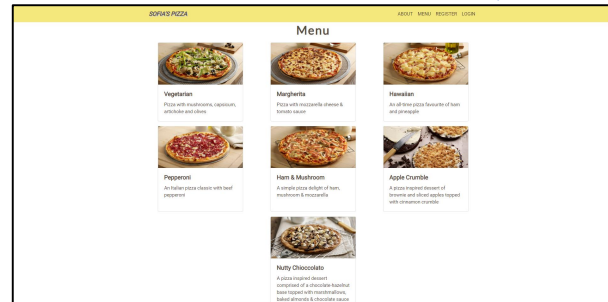 SOFIA'S PIZZA
ABOUT MENU REGISTER LOGIN
Menu
Vegetarian
Pizza with mushrooms, capsicum,
artichoke and olives
Margherita
Pizza with mozzarella cheese &
tomato sauce
Hawaiian
An all-time pizza favourite of ham
and pineapple
Pepperoni
An Italian pizza classic with beef
pepperoni
Ham & Mushroom
A simple pizza delight of ham,
mushroom & mozzarella
Apple Crumble
A pizza inspired dessert of
brownie and sliced apples topped
with cinnamon crumble
Nutty Chioccolato
A pizza inspired dessert
comprised of a chocolate-hazelnut
base topped with marshmallows,
baked almonds & chocolate sauce